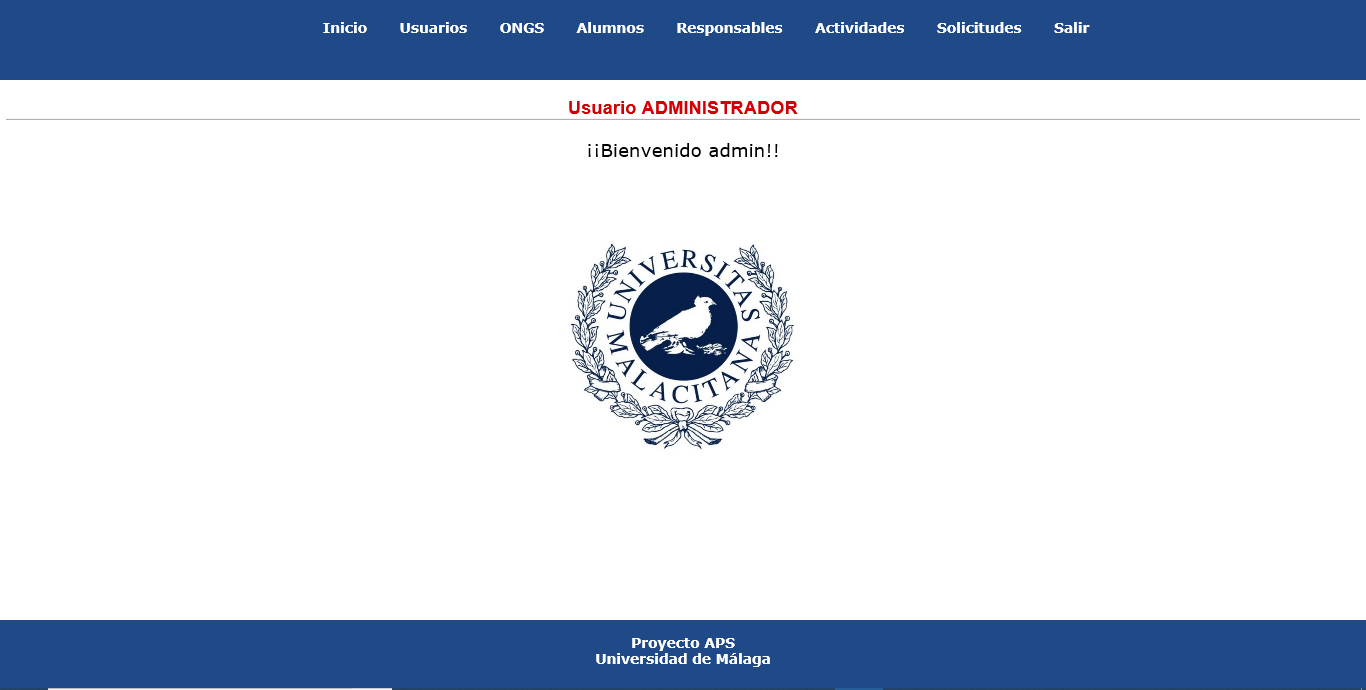 Inicio Usuarios ONGS Alumnos Responsables Actividades Solicitudes Salir
Usuario ADMINISTRADOR
¡¡Bienvenido admin!!
UNIVERSITAS
MALACITANA
Proyecto APS
Universidad de Málaga